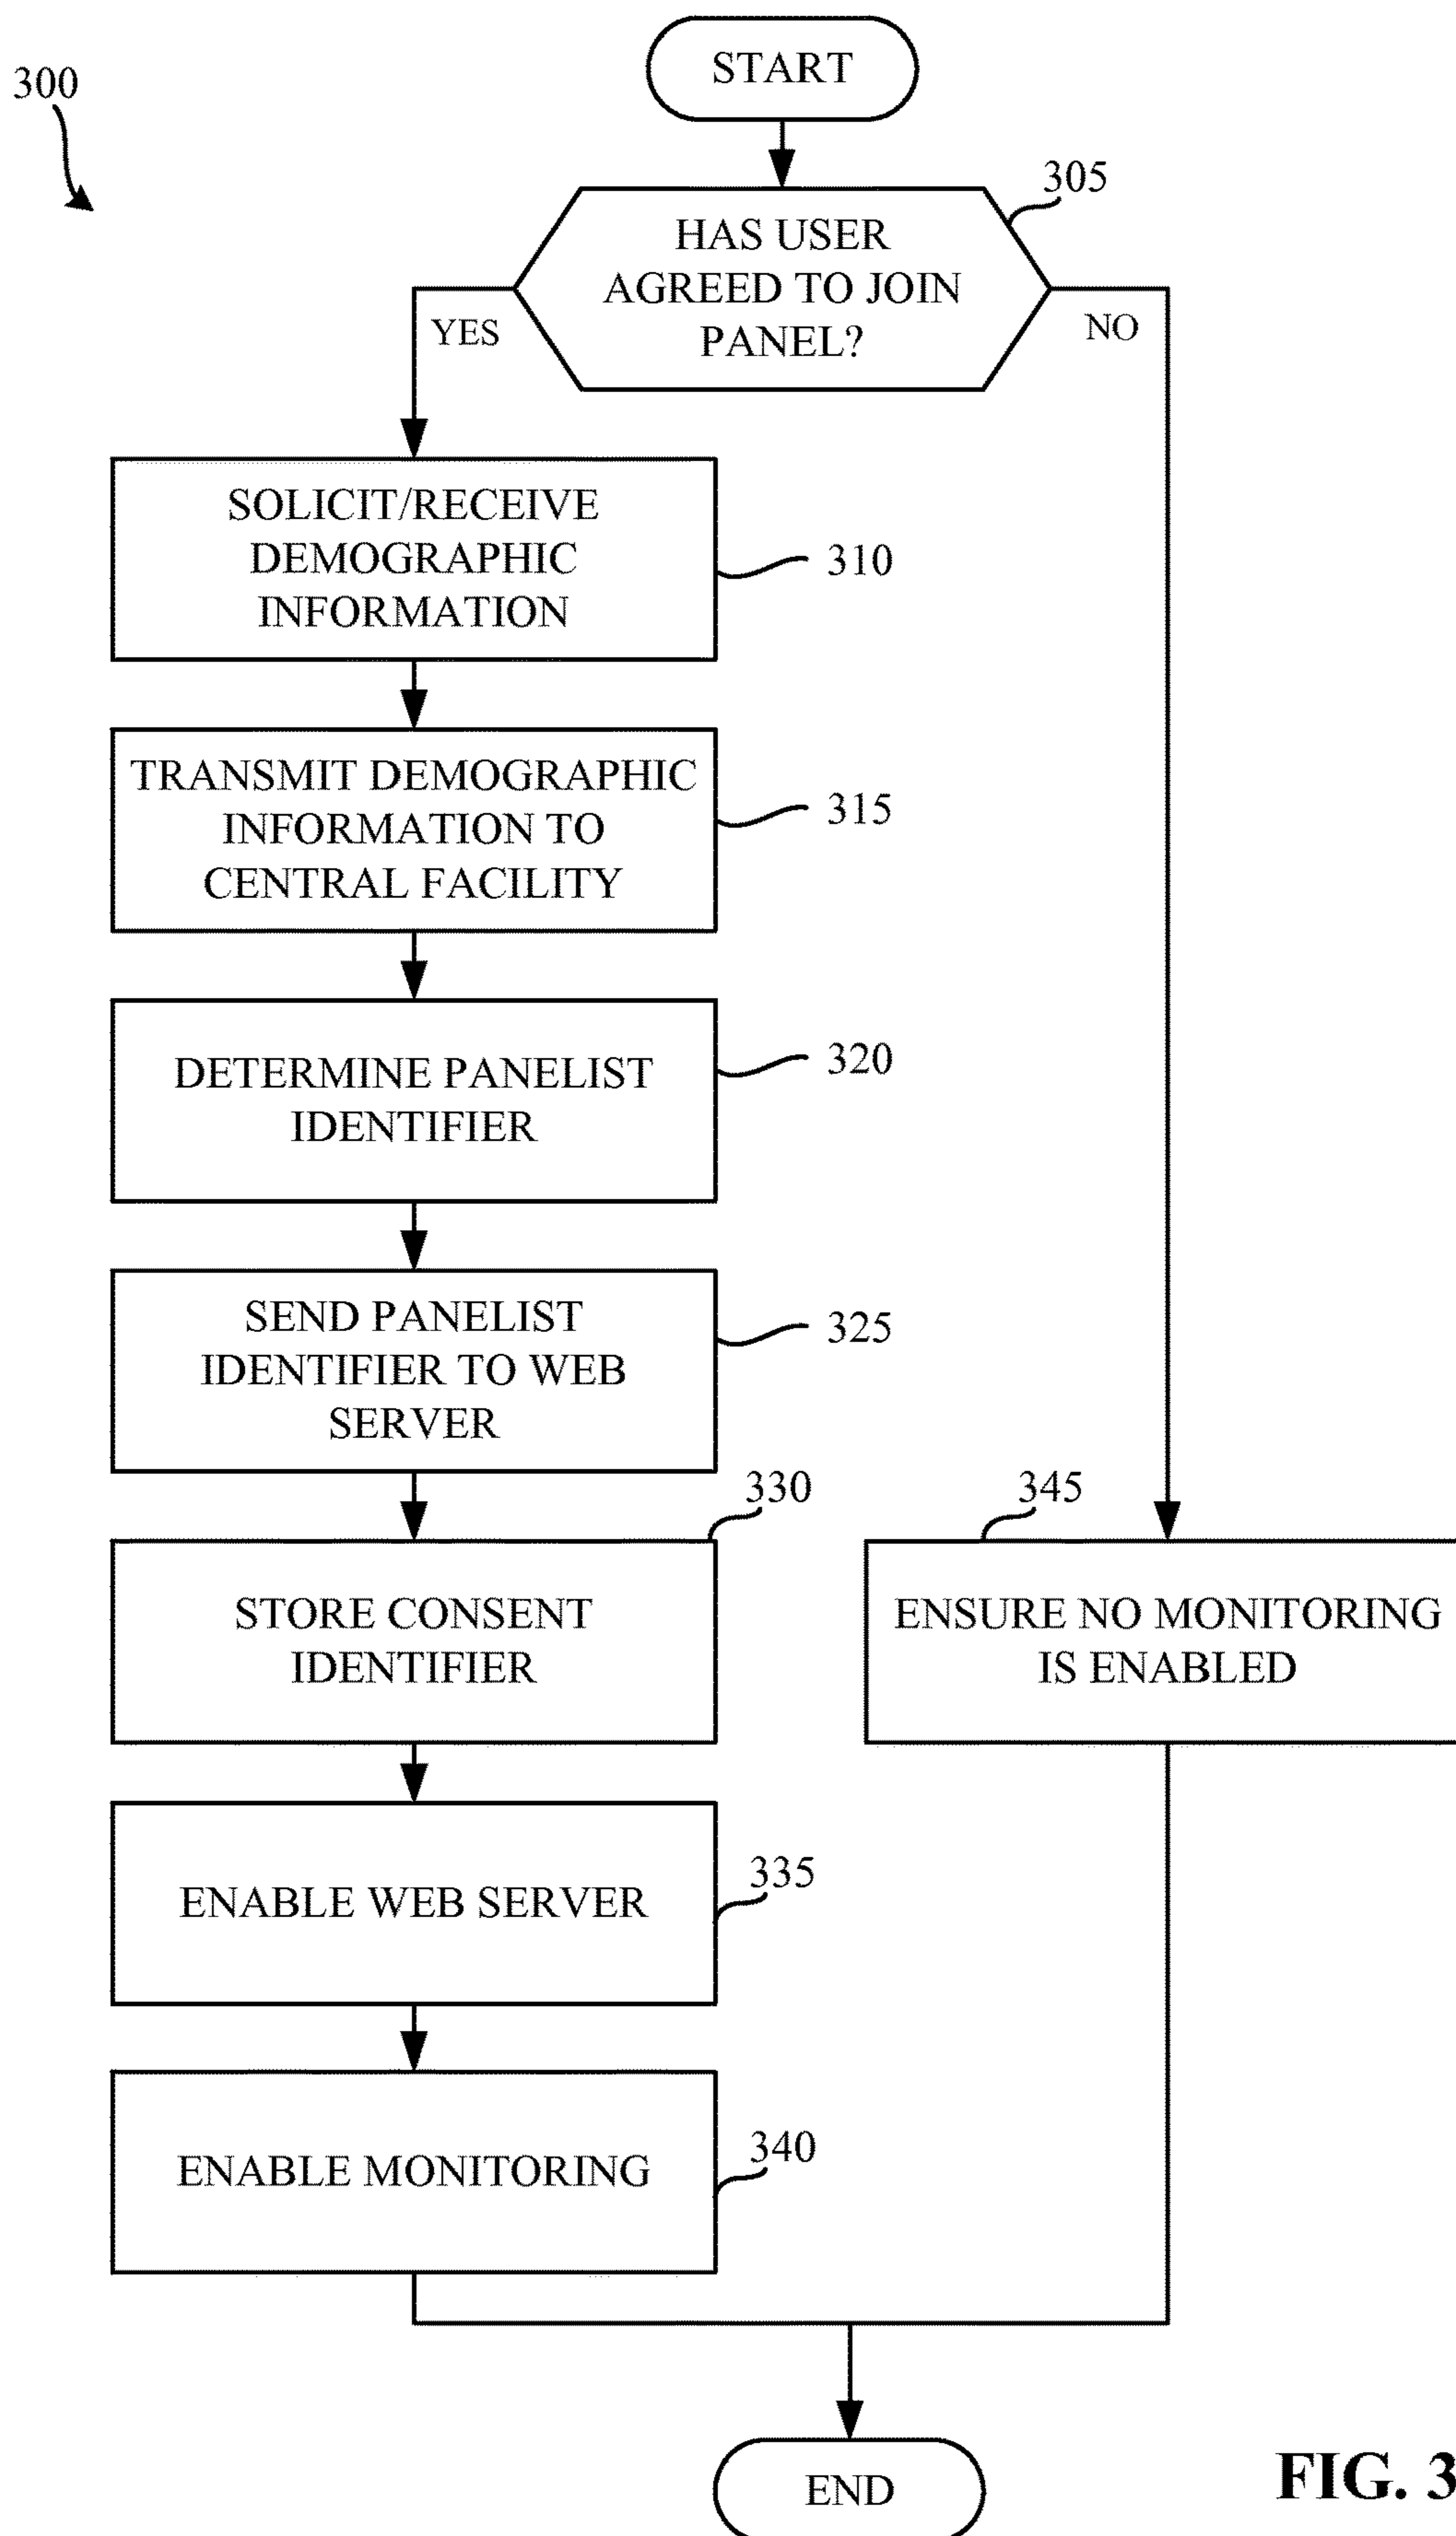 START
300
305
HAS USER
AGREED TO JOIN
PANEL?
YES
NO
SOLICIT/RECEIVE
DEMOGRAPHIC
INFORMATION
310
TRANSMIT DEMOGRAPHIC
INFORMATION TO
CENTRAL FACILITY
315
DETERMINE PANELIST
IDENTIFIER
320
SEND PANELIST
IDENTIFIER TO WEB
SERVER
325
330
STORE CONSENT
IDENTIFIER
345
ENSURE NO MONITORING
IS ENABLED
335
ENABLE WEB SERVER
340
ENABLE MONITORING
END
FIG. 3